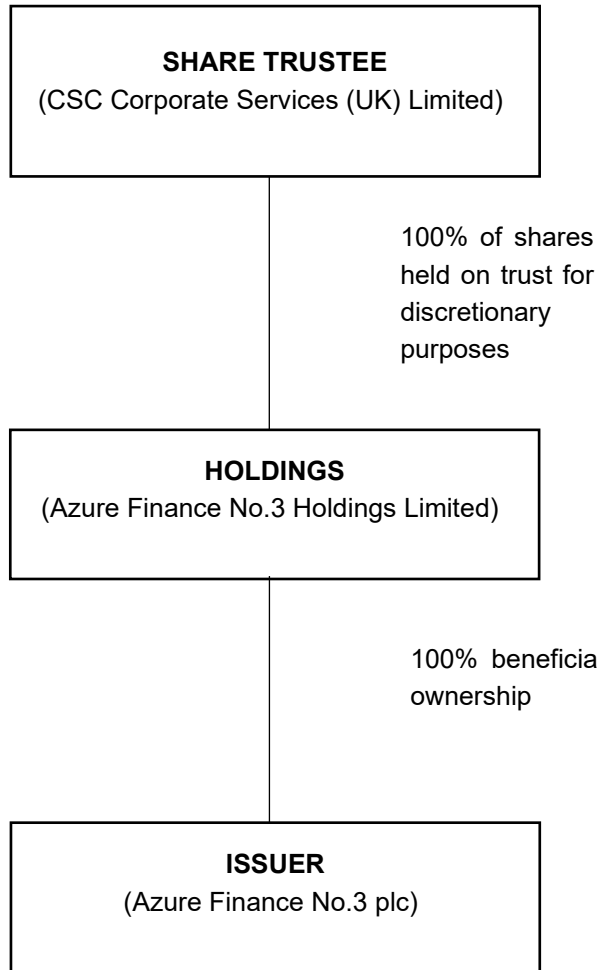 SHARE TRUSTEE
(CSC Corporate Services (UK) Limited)
100% of shares
held on trust for
discretionary
purposes
HOLDINGS
(Azure Finance No.3 Holdings Limited)
100% beneficia
ownership
ISSUER
(Azure Finance No.3 plc)